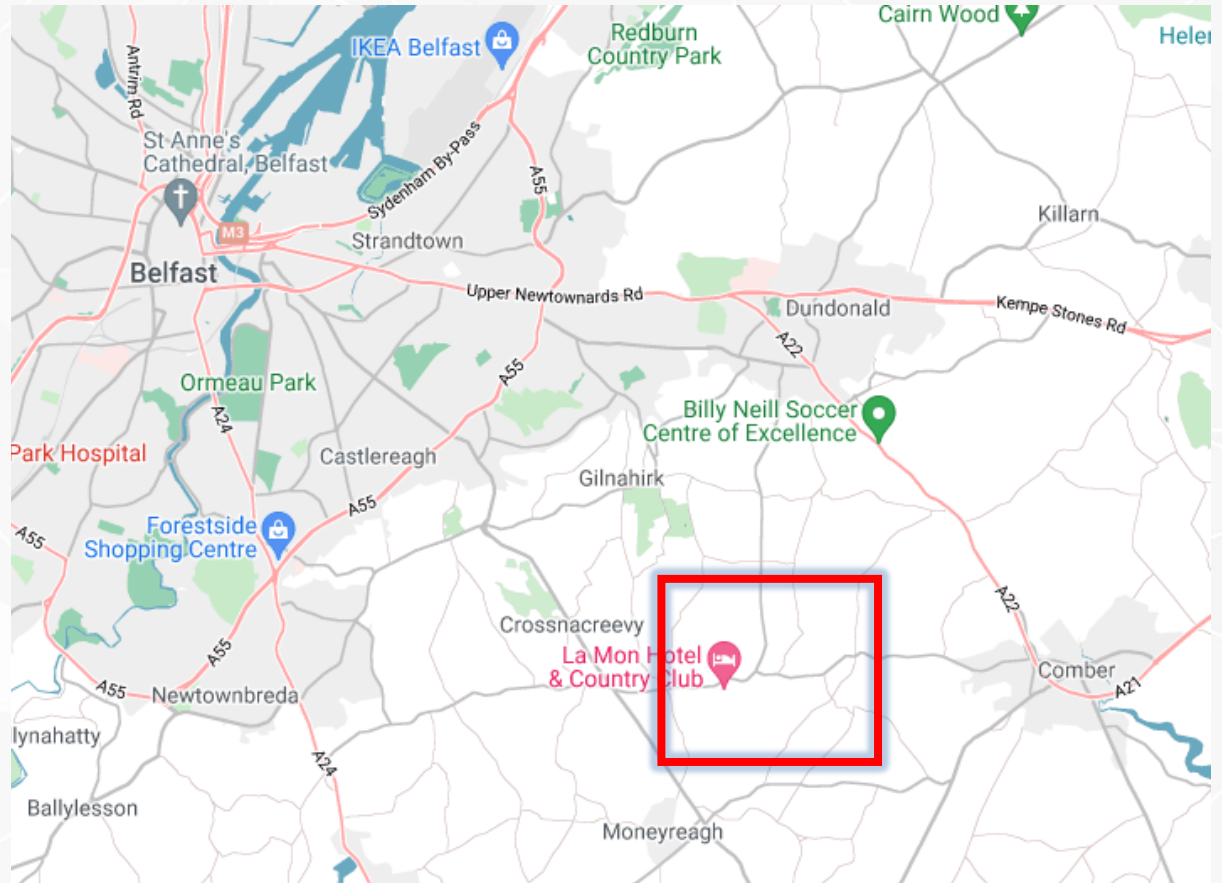 Cairn Wood
Redburn
Country Park
IKEA Belfast
Helen
Antrim Rd
St Anne's
Cathedral, Belfast
Sydenham By-Pass
A55
Killarn
M3
Strandtown
Belfast
Upper Newtownards Rd
Dundonald
Kempe Stones Rd
A22
A55
Ormeau Park
A24
Billy Neill Soccer
Centre of Excellence
Park Hospital
Castlereagh
Gilnahirk
A55
Forestside
Shopping Centre
A55
A22
Crossnacreevy
La Mon Hotel
& Country Club
A55
Comber
A55
Newtownbreda
A21
lynahatty
A24
Ballylesson
Moneyreagh